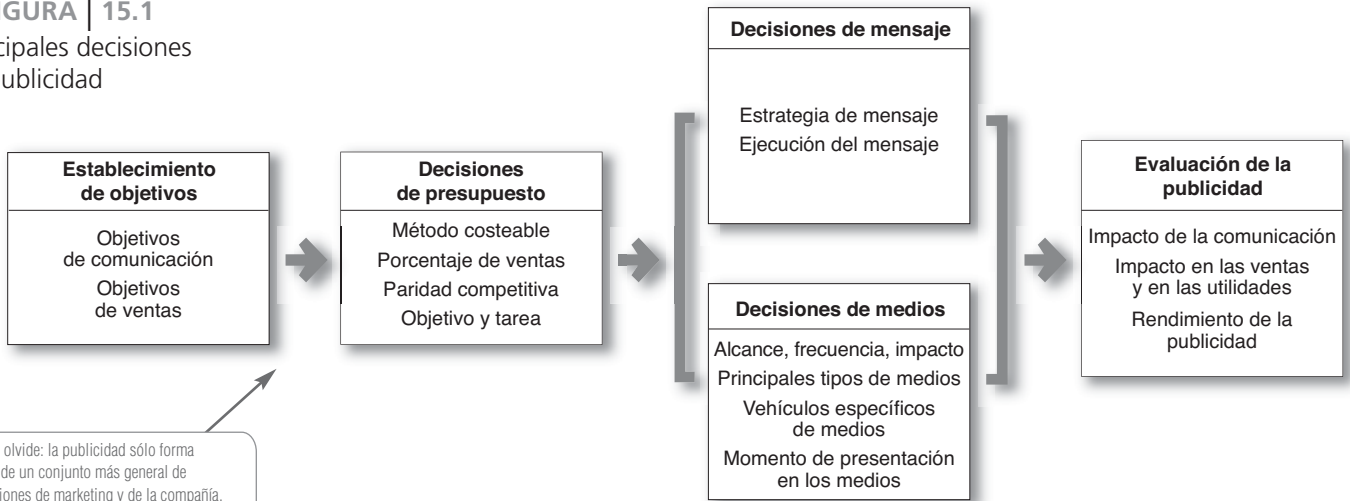 FIGURA | 15.1
cipales decisiones
publicidad
Establecimiento
de objetivos
Objetivos
de comunicación
Objetivos
de ventas
Decisiones
de presupuesto
Método costeable
Porcentaje de ventas
Paridad competitiva
Objetivo y tarea
Decisiones de mensaje
Estrategia de mensaje
Ejecución del mensaje
Decisiones de medios
Alcance, frecuencia, impacto
Principales tipos de medios
Vehículos específicos
de medios
Momento de presentación
en los medios
Evaluación de la
publicidad
Impacto de la comunicación
Impacto en las ventas
y en las utilidades
Rendimiento de la
publicidad
olvide: la publicidad sólo forma
de un conjunto más general de
iones de marketing y de la compañía.